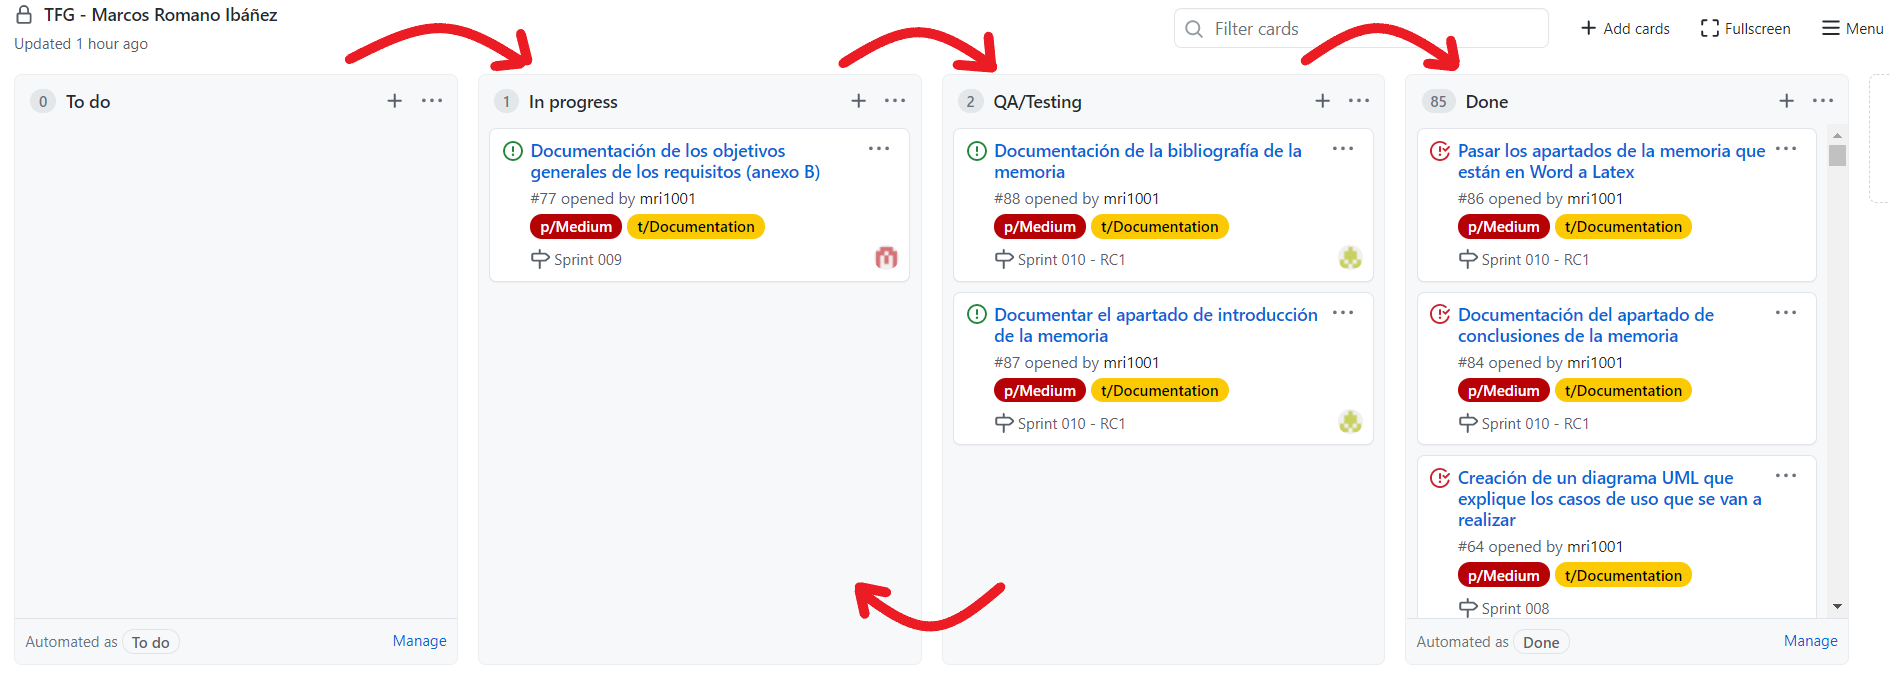 TFG - Marcos Romano Ibáñez
Updated 1 hour ago
Filter cards
Add cards
Fullscreen
Menu
0 To do
Automated as To do
Manage
1 In progress
Documentación de los objetivos
generales de los requisitos (anexo B)
#77 opened by mri1001
p/Medium t/Documentation
Sprint 009
2 QA/Testing
Documentación de la bibliografía de la
memoria
#88 opened by mri1001
p/Medium t/Documentation
Sprint 010 - RC1
Documentar el apartado de introducción
de la memoria
#87 opened by mri1001
p/Medium t/Documentation
Sprint 010 - RC1
85 Done
Pasar los apartados de la memoria que
están en Word a Latex
#86 opened by mri1001
p/Medium t/Documentation
Sprint 010 - RC1
Documentación del apartado de
conclusiones de la memoria
#84 opened by mri1001
p/Medium t/Documentation
Sprint 010 - RC1
Creación de un diagrama UML que
explique los casos de uso que se van a
realizar
#64 opened by mri1001
p/Medium t/Documentation
Sprint 008
Automated as Done
Manage